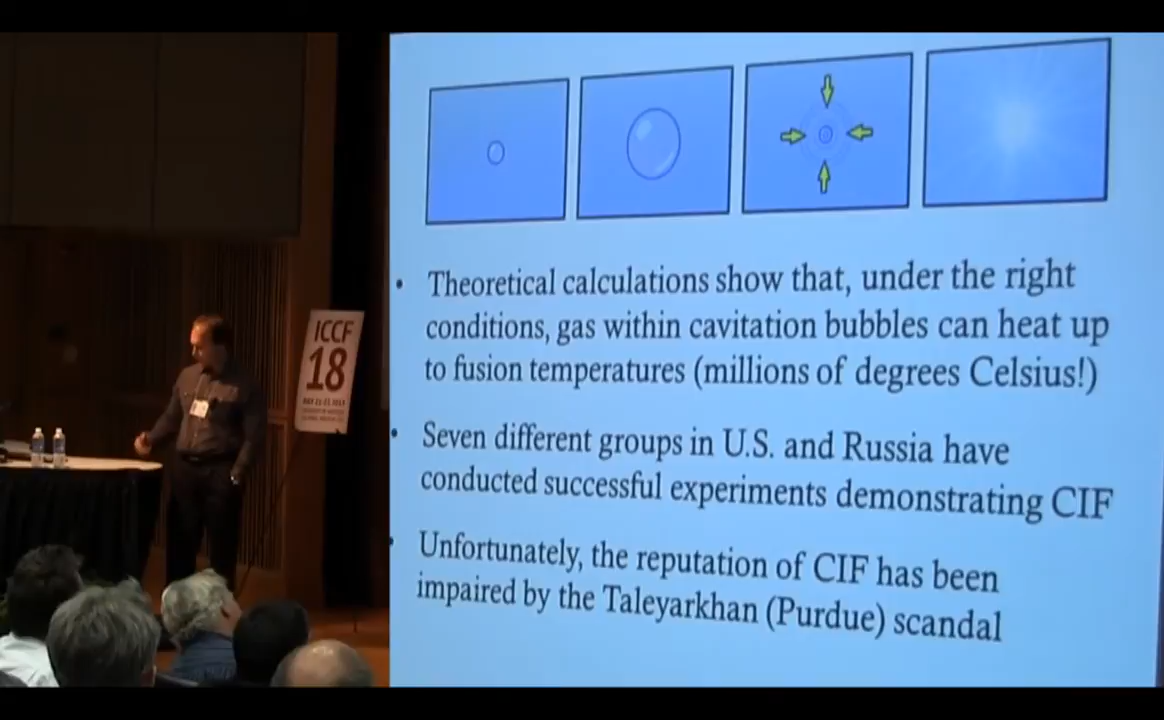 ICCF
18
• Theoretical calculations show that, under the right
conditions, gas within cavitation bubbles can heat up
to fusion temperatures (millions of degrees Celsius!)
• Seven different groups in U.S. and Russia have
conducted successful experiments demonstrating CIF
• Unfortunately, the reputation of CIF has been
impaired by the Taleyarkhan (Purdue) scandal